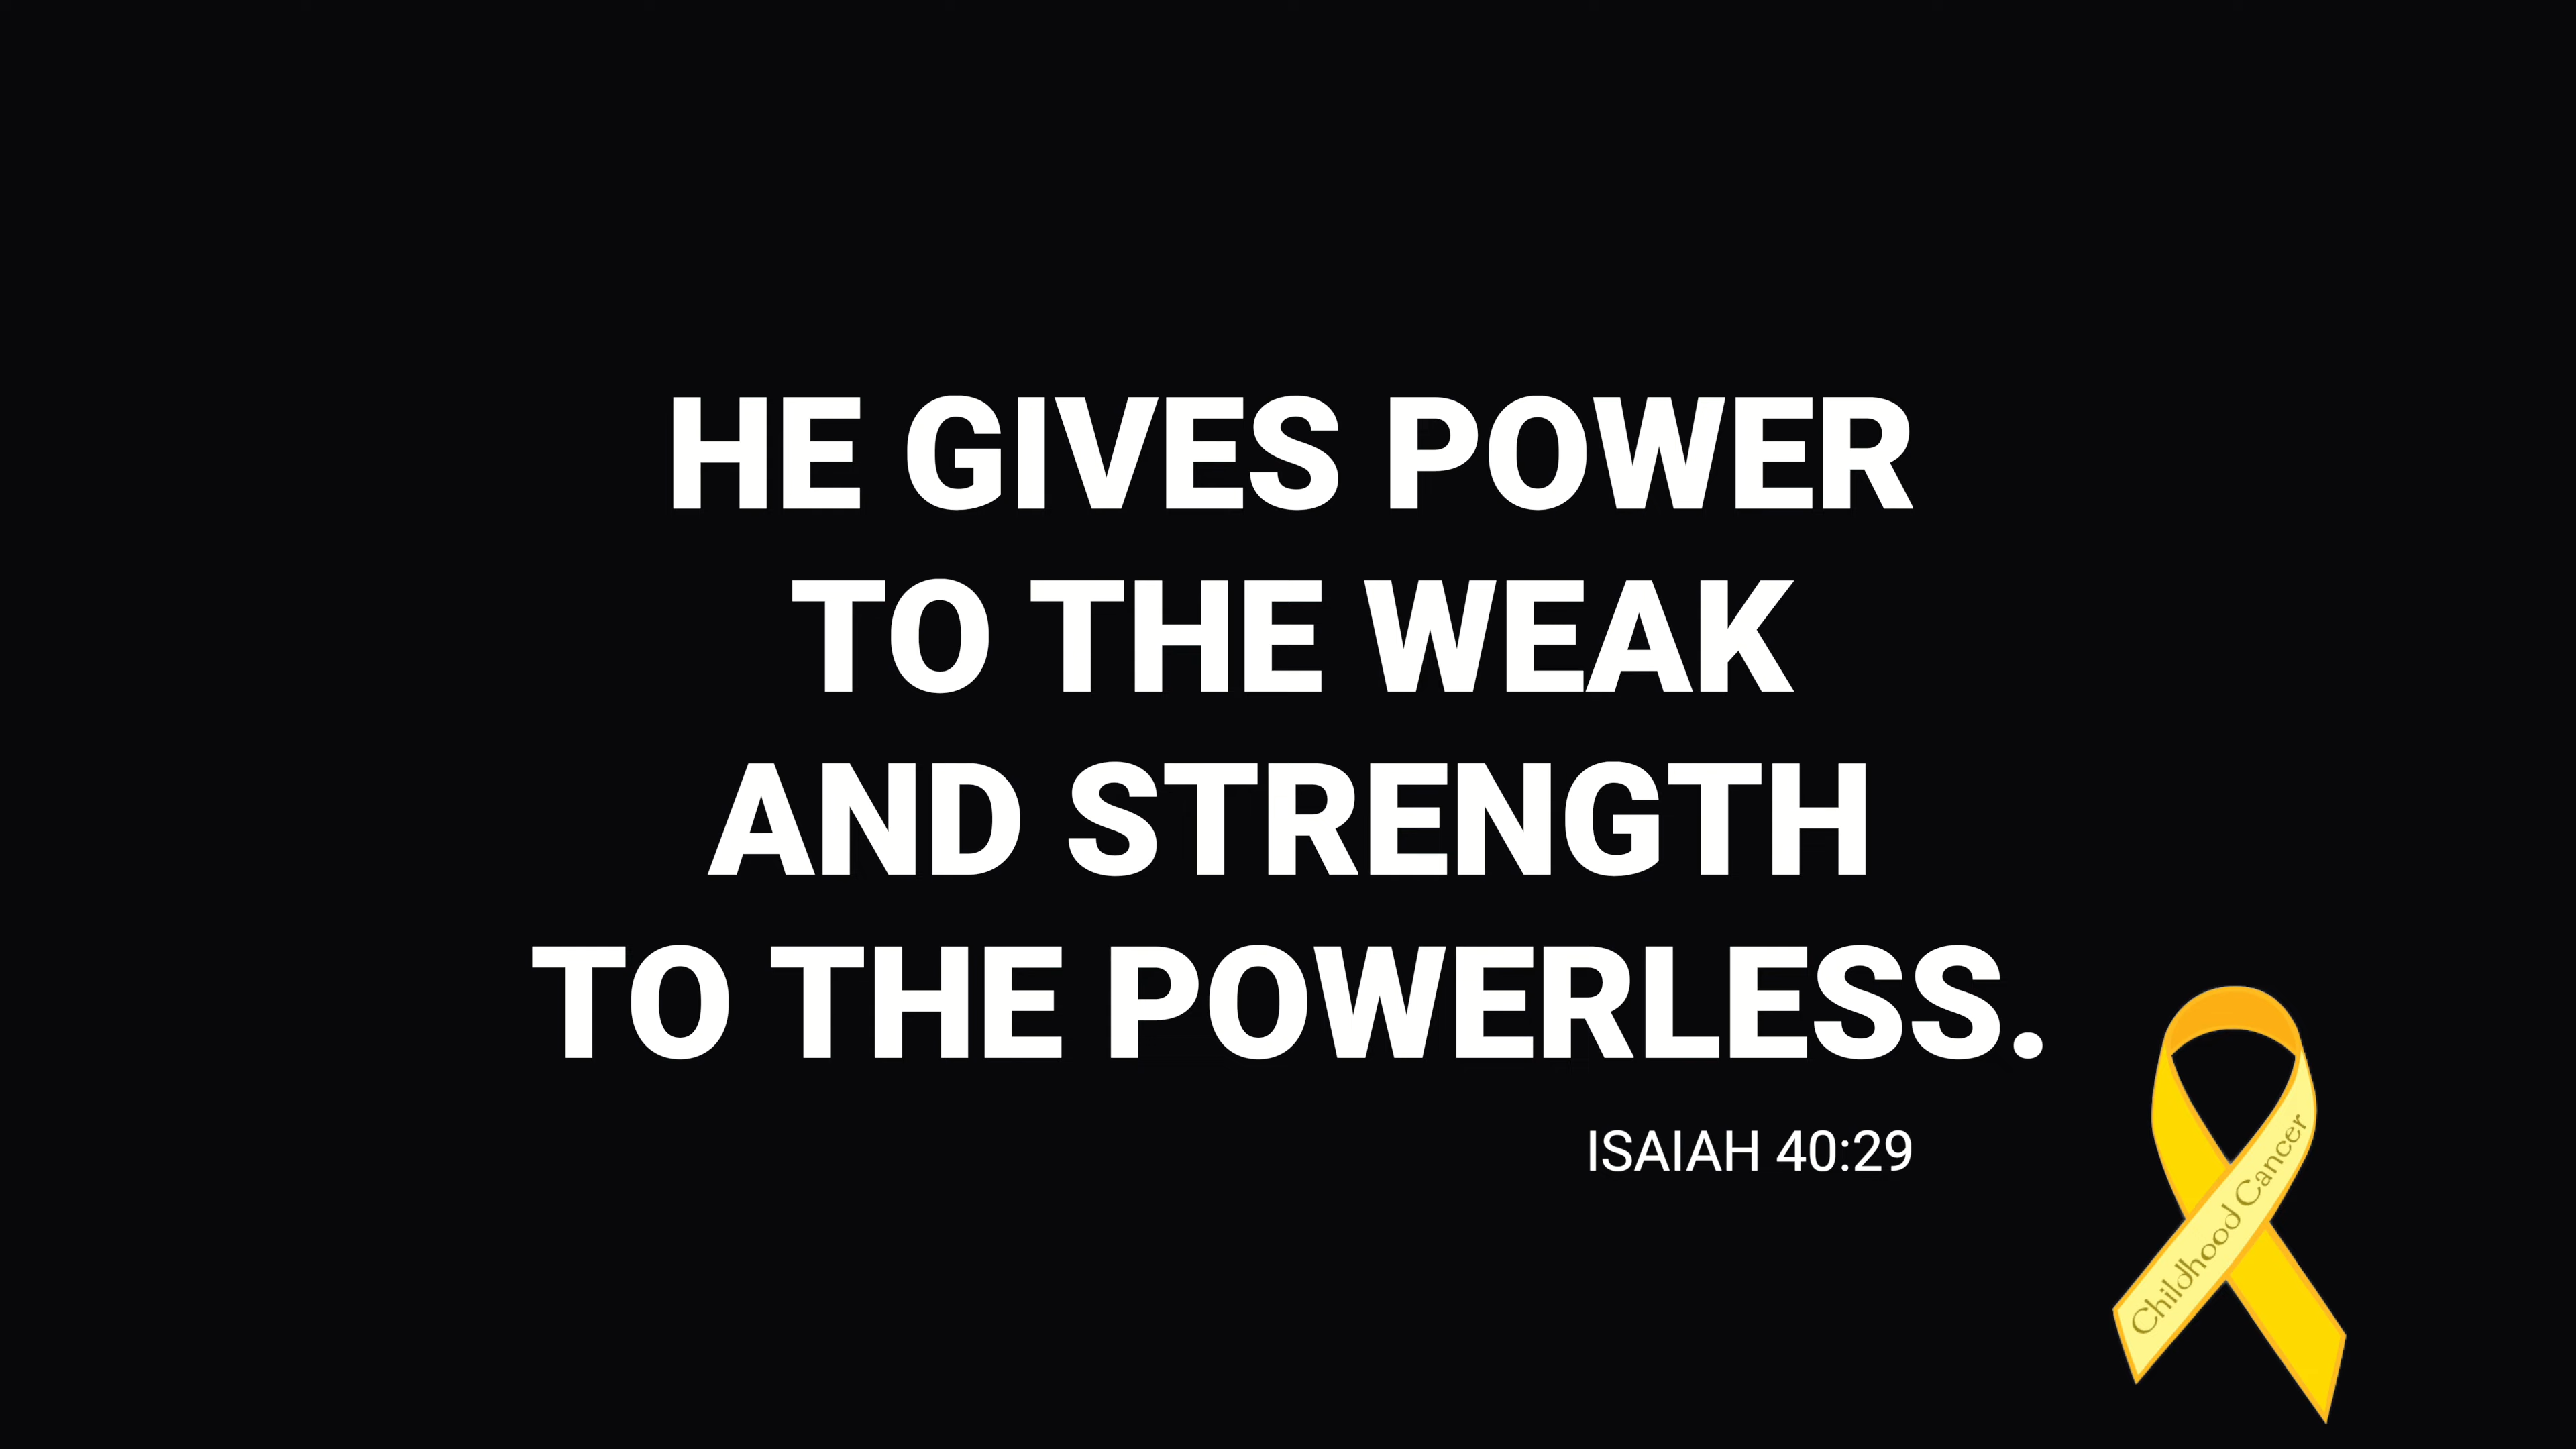 HE GIVES POWER
TO THE WEAK
AND STRENGTH
TO THE POWERLESS.
ISAIAH 40:29
Childhood Cancer